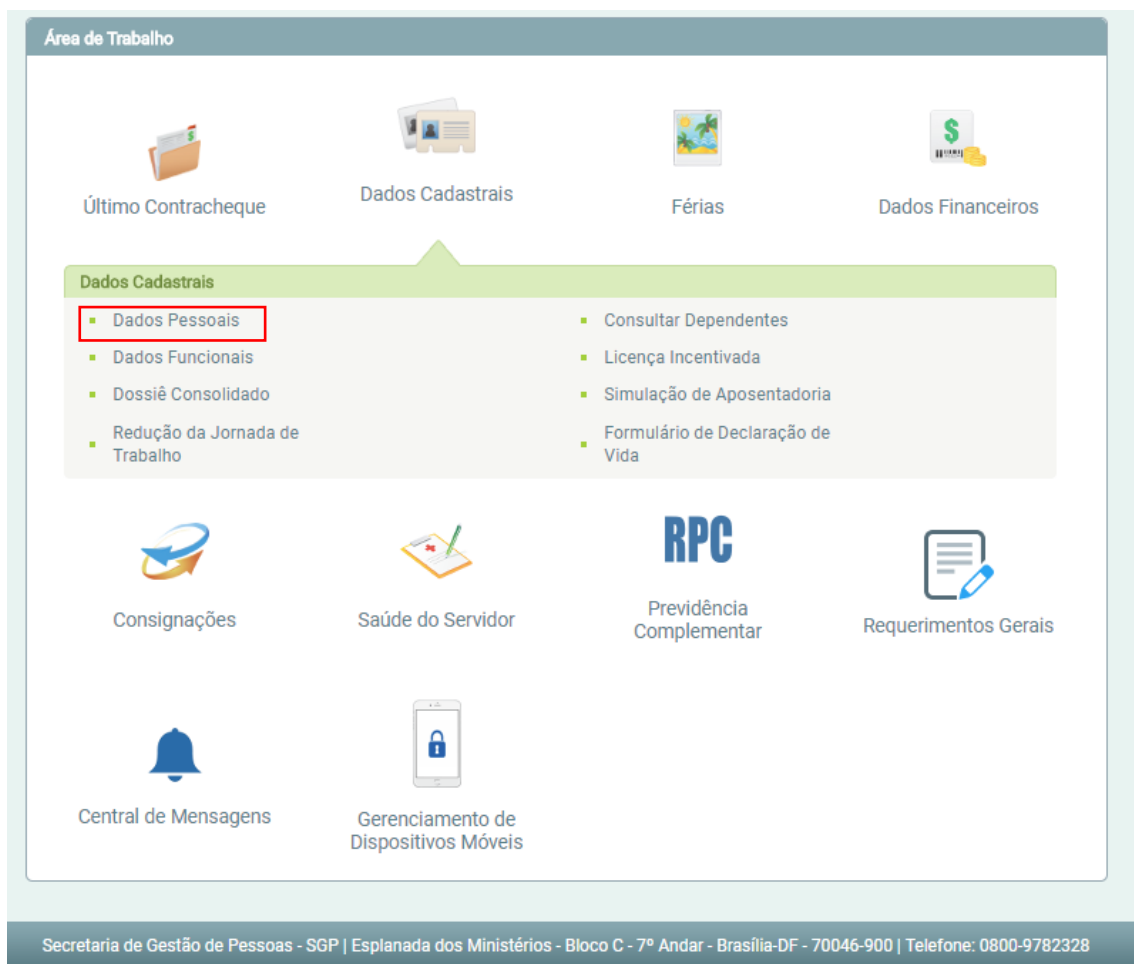 Área de Trabalho
Último Contracheque
Dados Cadastrais
Férias
Dados Financeiros
Dados Cadastrais
Dados Pessoais
Consultar Dependentes
Dados Funcionais
Licença Incentivada
Dossiê Consolidado
Simulação de Aposentadoria
Redução da Jornada de
Trabalho
Formulário de Declaração de
Vida
Consignações
Saúde do Servidor
RPC
Previdência
Complementar
Requerimentos Gerais
Central de Mensagens
Gerenciamento de
Dispositivos Móveis
Secretaria de Gestão de Pessoas - SGP | Esplanada dos Ministérios - Bloco C - 7º Andar - Brasília-DF - 70046-900 | Telefone: 0800-9782328